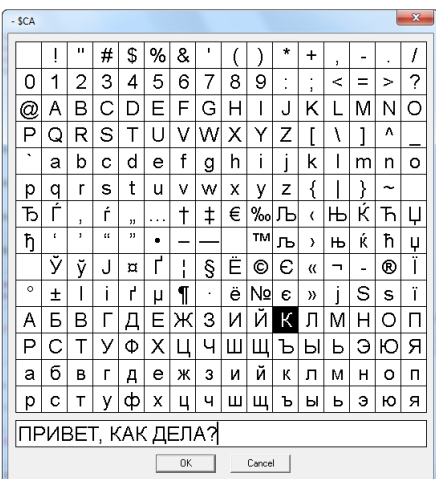 - $CA
! " # $ % & ' ( ) * + , - . /
0 1 2 3 4 5 6 7 8 9 : ; < = > ?
@ A B C D E F G H I J K L M N O
P Q R S T U V W X Y Z [ \ ] ^ _
` a b c d e f g h i j k l m n o
p q r s t u v w x y z { | } ~
Ђ Ѓ ‚ ѓ „ … † ‡ € ‰ Љ ‹ Њ Ќ Ћ Џ
ђ ‘ ’ “ ” • – — ™ љ › њ ќ ћ џ
Ў ў Ј ¤ Ґ ¦ § Ё © Є « ¬ - ® Ї
° ± І і ґ µ ¶ · ё № є » ј Ѕ ѕ ї
А Б В Г Д Е Ж З И Й К Л М Н О П
Р С Т У Ф Х Ц Ч Ш Щ Ъ Ы Ь Э Ю Я
а б в г д е ж з и й к л м н о п
р с т у ф х ц ч ш щ ъ ы ь э ю я
ПРИВЕТ, КАК ДЕЛА?
OK Cancel